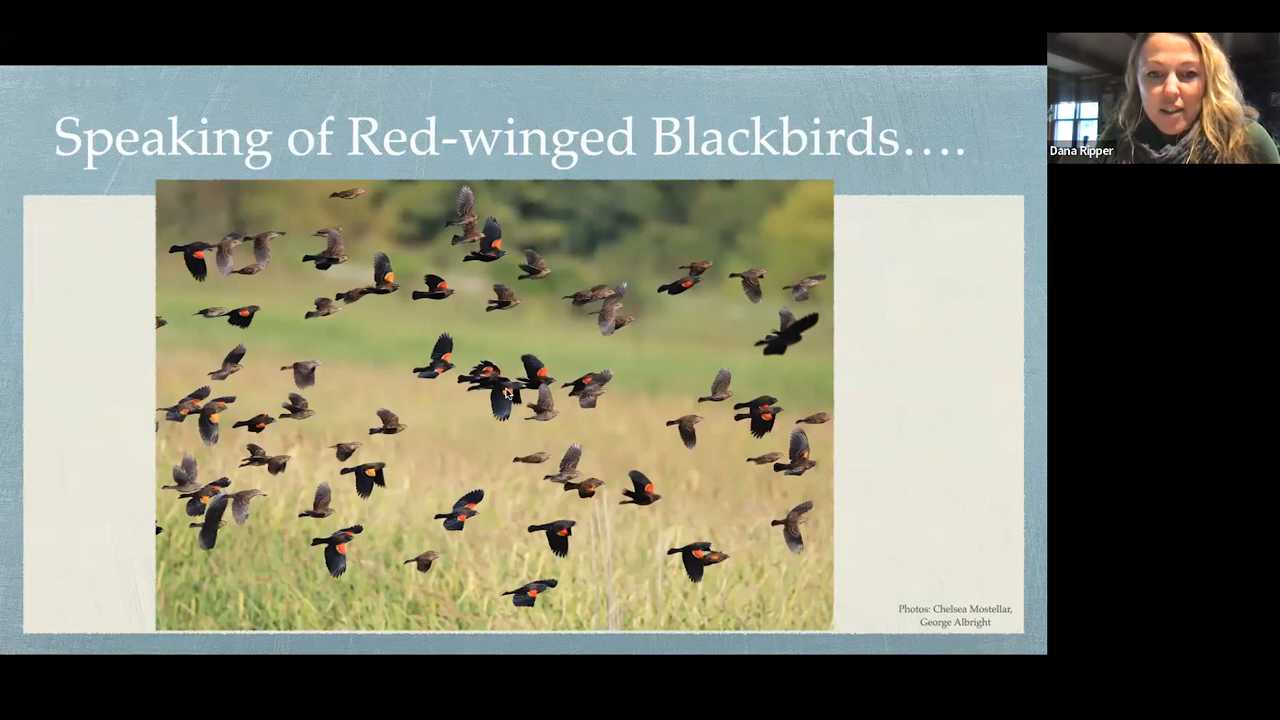 Speaking of Red-winged Blackbirds….
Dana Ripper
Photos: Chelsea Mostellar,
George Albright